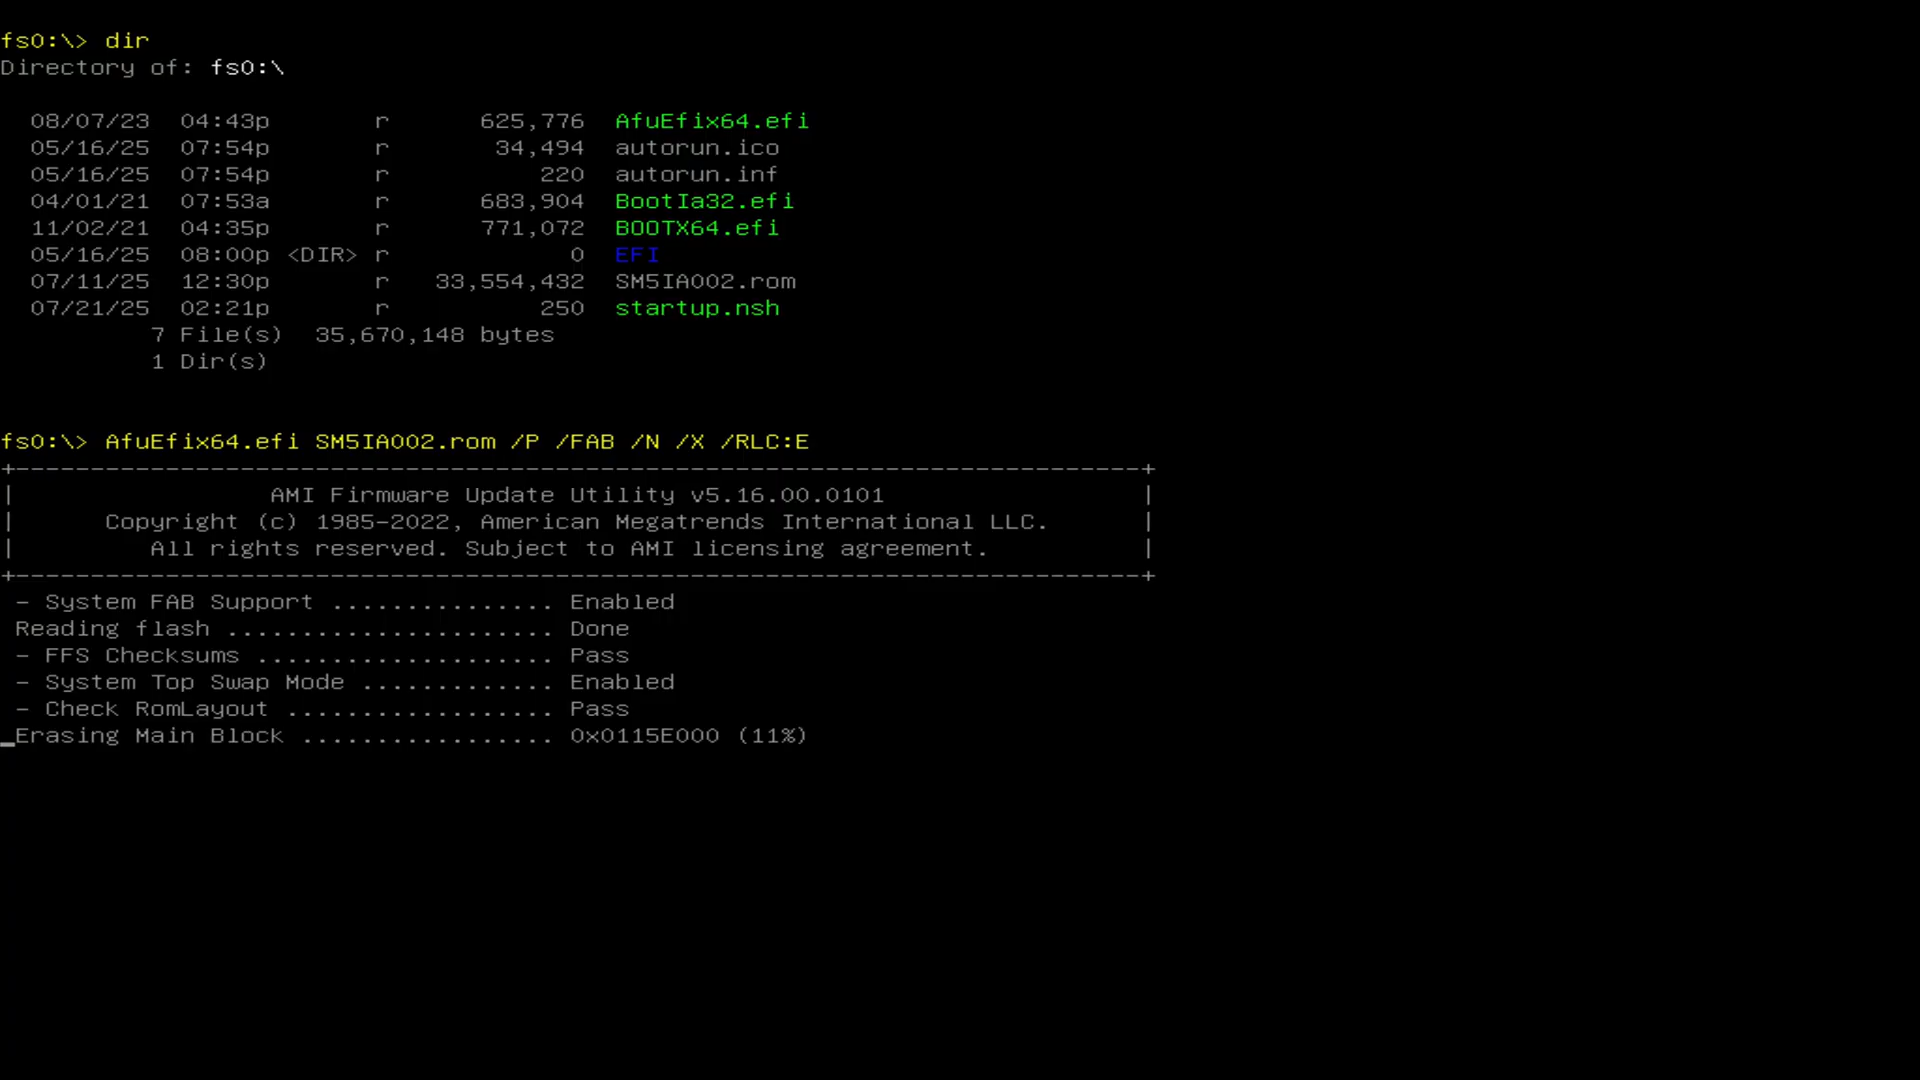 fs0:\> dir
Directory of: fs0:\
08/07/23 04:43p r 625,776 AfuEfix64.efi
05/16/25 07:54p r 34,494 autorun.ico
05/16/25 07:54p r 220 autorun.inf
04/01/21 07:53a r 683,904 BootIa32.efi
11/02/21 04:35p r 771,072 BOOTX64.efi
05/16/25 08:00p <DIR> r 0 EFI
07/11/25 12:30p r 33,554,432 SM5IA002.rom
07/21/25 02:21p r 250 startup.nsh
7 File(s) 35,670,148 bytes
1 Dir(s)
fs0:\> AfuEfix64.efi SM5IA002.rom /P /FAB /N /X /RLC:E
+---------------------------------------------------------------------------+
| AMI Firmware Update Utility v5.16.00.0101 |
| Copyright (c) 1985-2022, American Megatrends International LLC. |
| All rights reserved. Subject to AMI licensing agreement. |
+---------------------------------------------------------------------------+
- System FAB Support ............... Enabled
Reading flash ...................... Done
- FFS Checksums .................... Pass
- System Top Swap Mode ............. Enabled
- Check RomLayout .................. Pass
_Erasing Main Block ................. 0x0115E000 (11%)